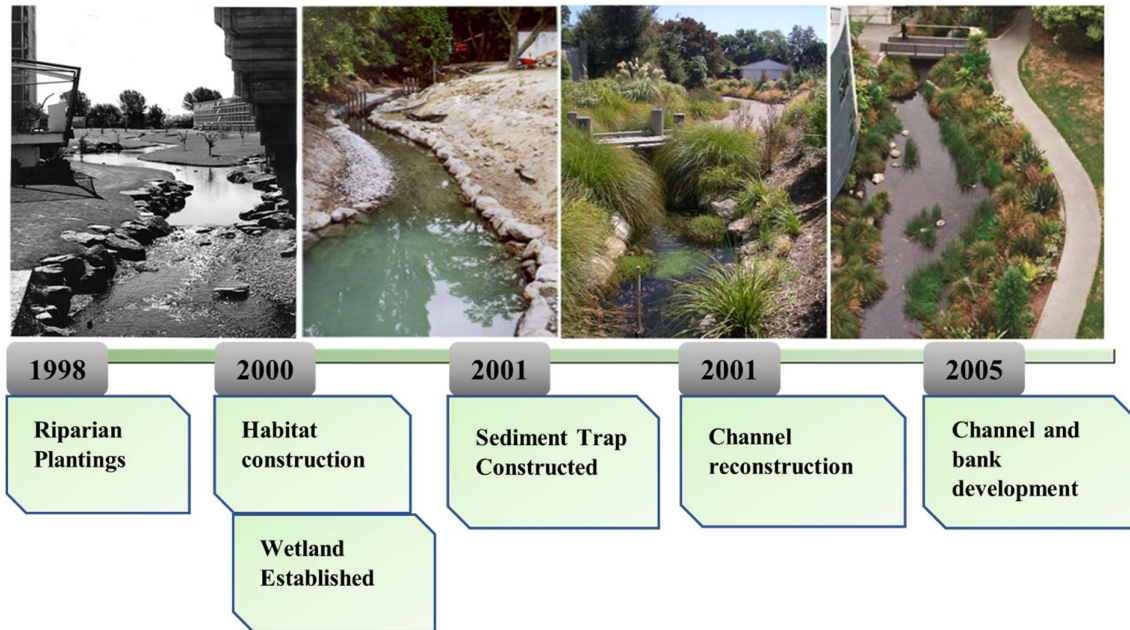 1998
Riparian
Plantings
2000
Habitat
construction
Wetland
Established
2001
Sediment Trap
Constructed
2001
Channel
reconstruction
2005
Channel and
bank
development